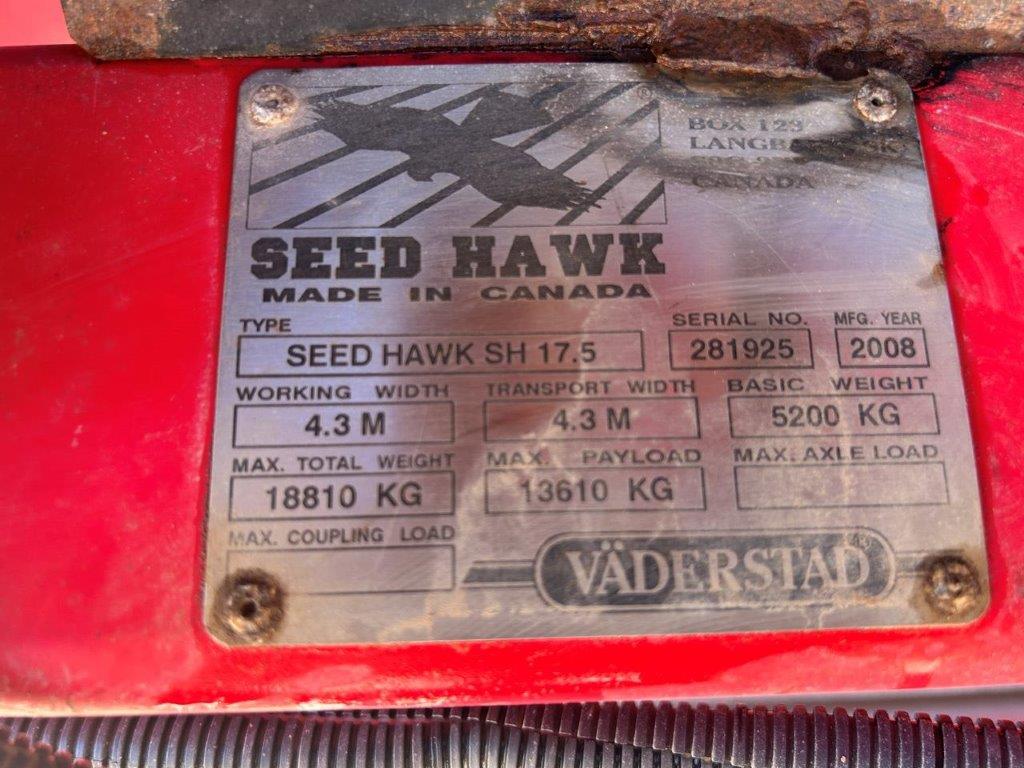 BOX 123
CANADA
SEED HAWK
MADE IN CANADA
TYPE
SEED HAWK SH 17.5
SERIAL NO.
281925
MFG. YEAR
2008
WORKING WIDTH
4.3 M
TRANSPORT WIDTH
4.3 M
BASIC WEIGHT
5200 KG
MAX. TOTAL WEIGHT
18810 KG
MAX. PAYLOAD
13610 KG
MAX. AXLE LOAD
MAX. COUPLING LOAD
VÄDERSTAD